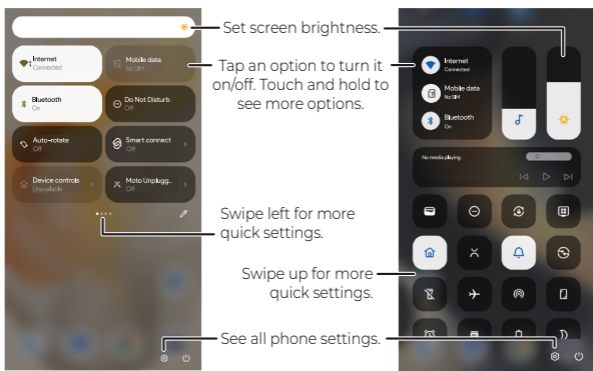 Set screen brightness.
Internet
Connected
Mobile data
No SIM
Tap an option to turn it
on/off. Touch and hold to
see more options.
Internet
Connected
Mobile data
No SIM
Bluetooth
On
Bluetooth
On
Do Not Disturb
Off
Auto-rotate
Off
Smart connect
Off
No media playing
Device controls
Unavailable
Moto Unplugg..
Off
Swipe left for more
quick settings.
Swipe up for more
quick settings.
See all phone settings.